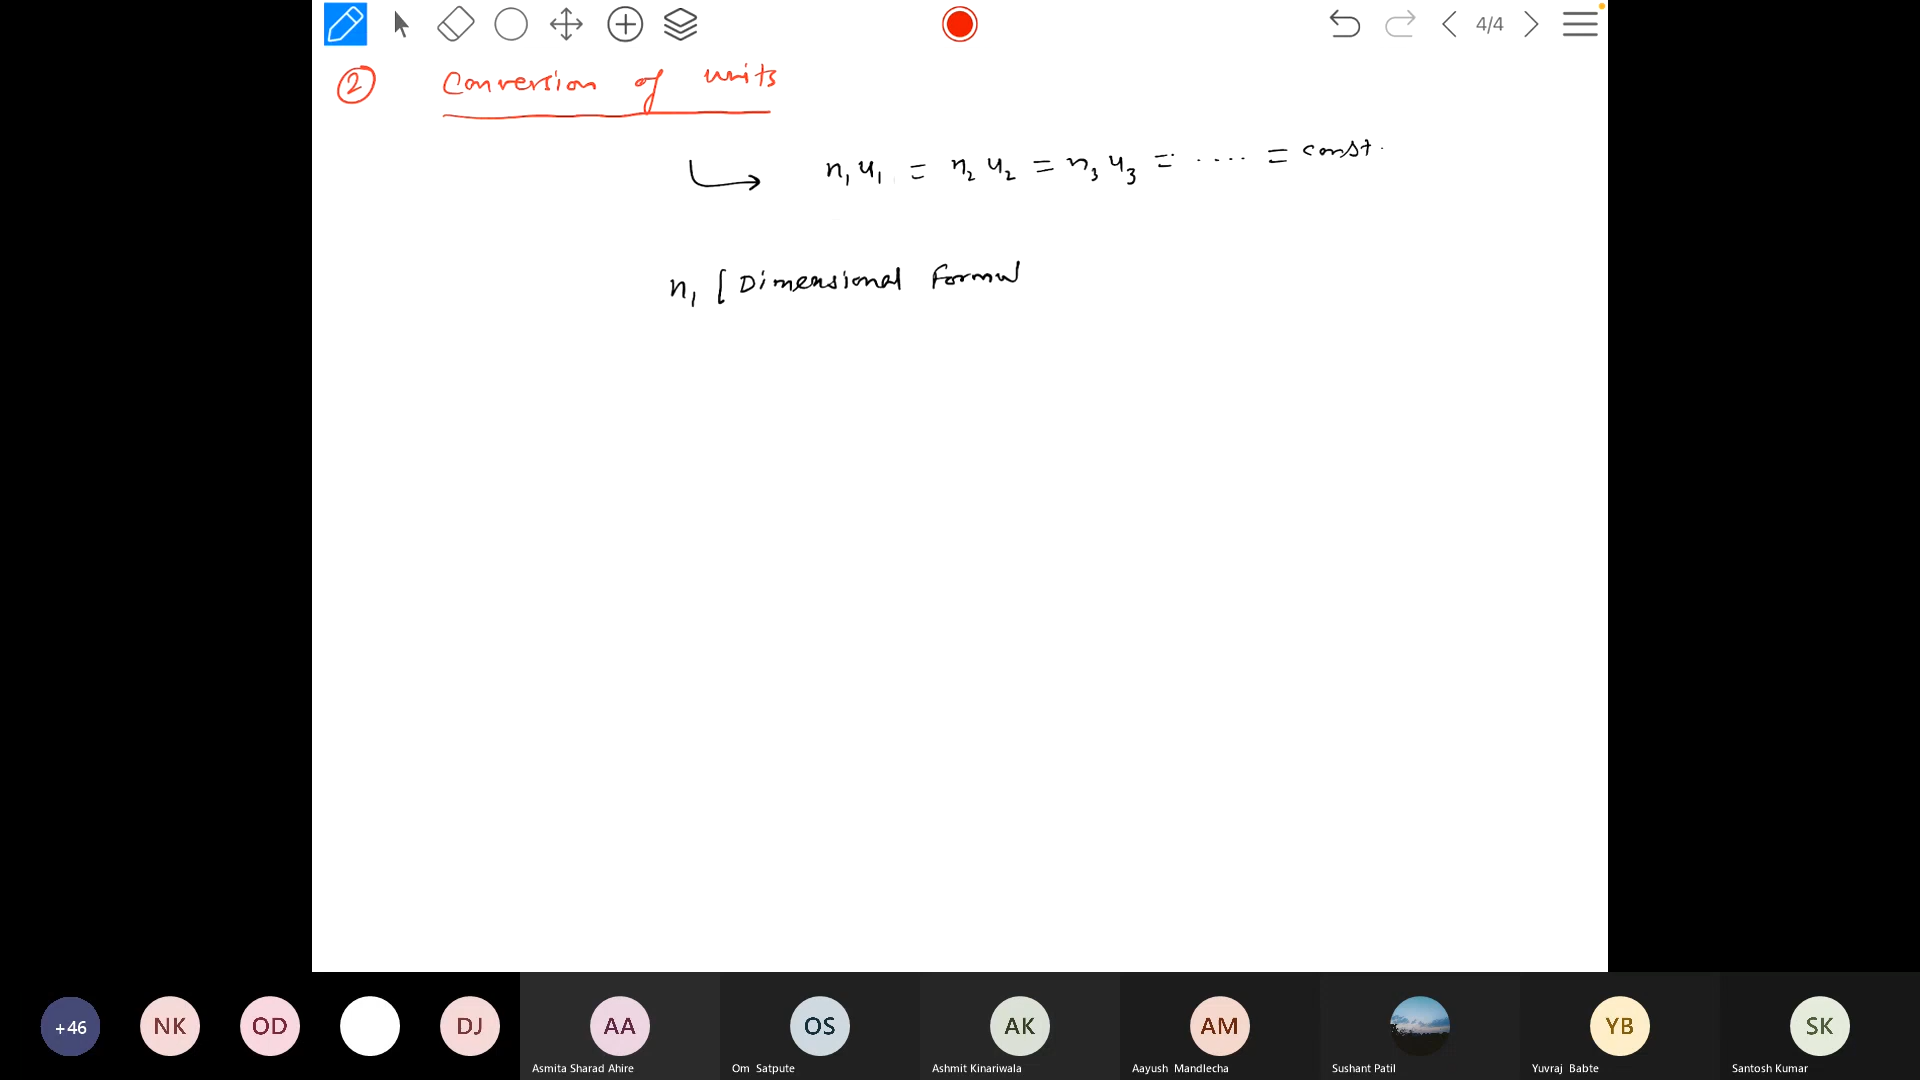 4/4
② Conversion of units
n₁u₁ = n₂u₂ = n₃u₃ = ..... = const.
n₁ [Dimensional Formul
+46 NK OD DJ AA OS AK AM YB SK
Asmita Sharad Ahire Om Satpute Ashmit Kinariwala Aayush Mandlecha Sushant Patil Yuvraj Babte Santosh Kumar